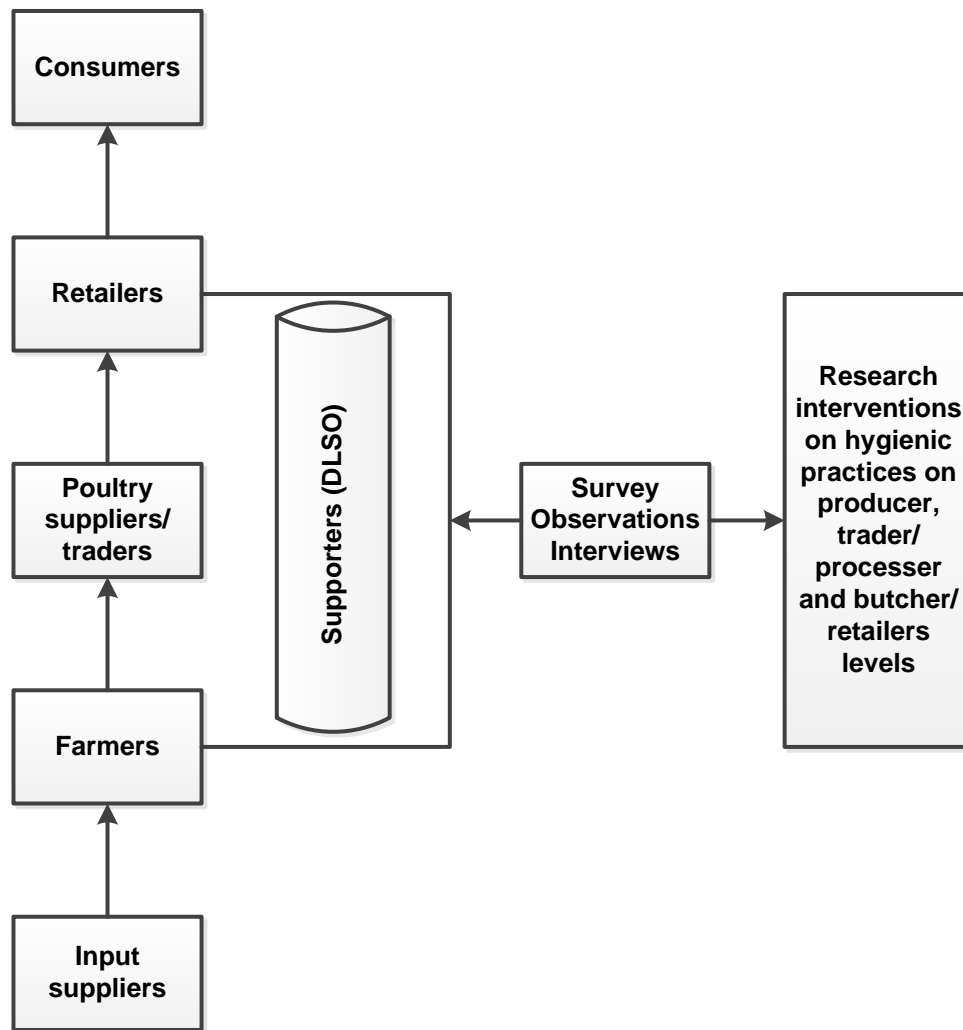 Consumers
Retailers
Poultry
suppliers/
traders
Farmers
Input
suppliers
Supporters (DLSO)
Survey
Observations
Interviews
Research
interventions
on hygienic
practices on
producer,
trader/
processer
and butcher/
retailers
levels